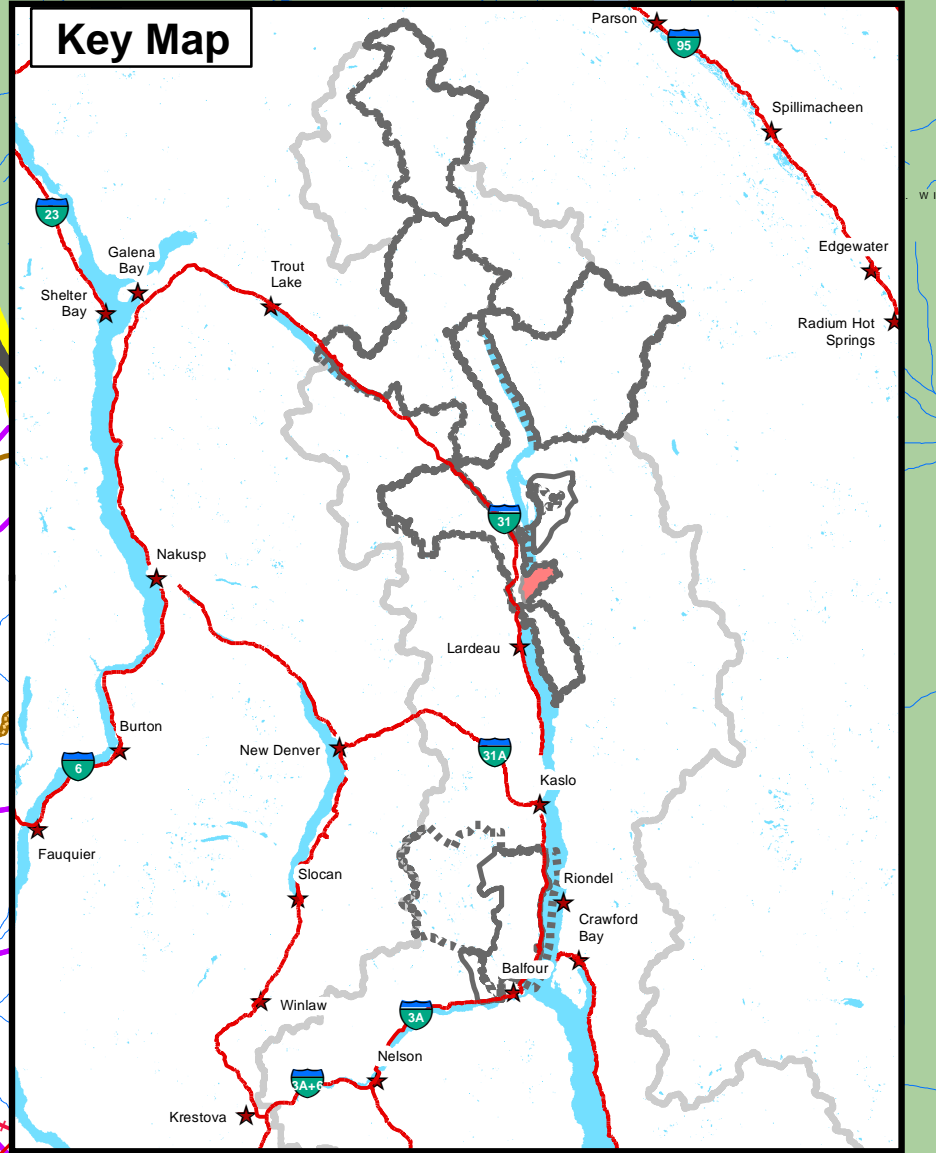 Key Map
Parson
95
Spillimacheen
W I
23
Galena
Bay
Edgewater
Trout
Lake
Shelter
Bay
Radium Hot
Springs
31
Nakusp
Lardeau
Burton
New Denver
31A
6
Kaslo
Fauquier
Slocan
Riondel
Crawford
Bay
Balfour
Winlaw
3A
Nelson
3A+6
Krestova